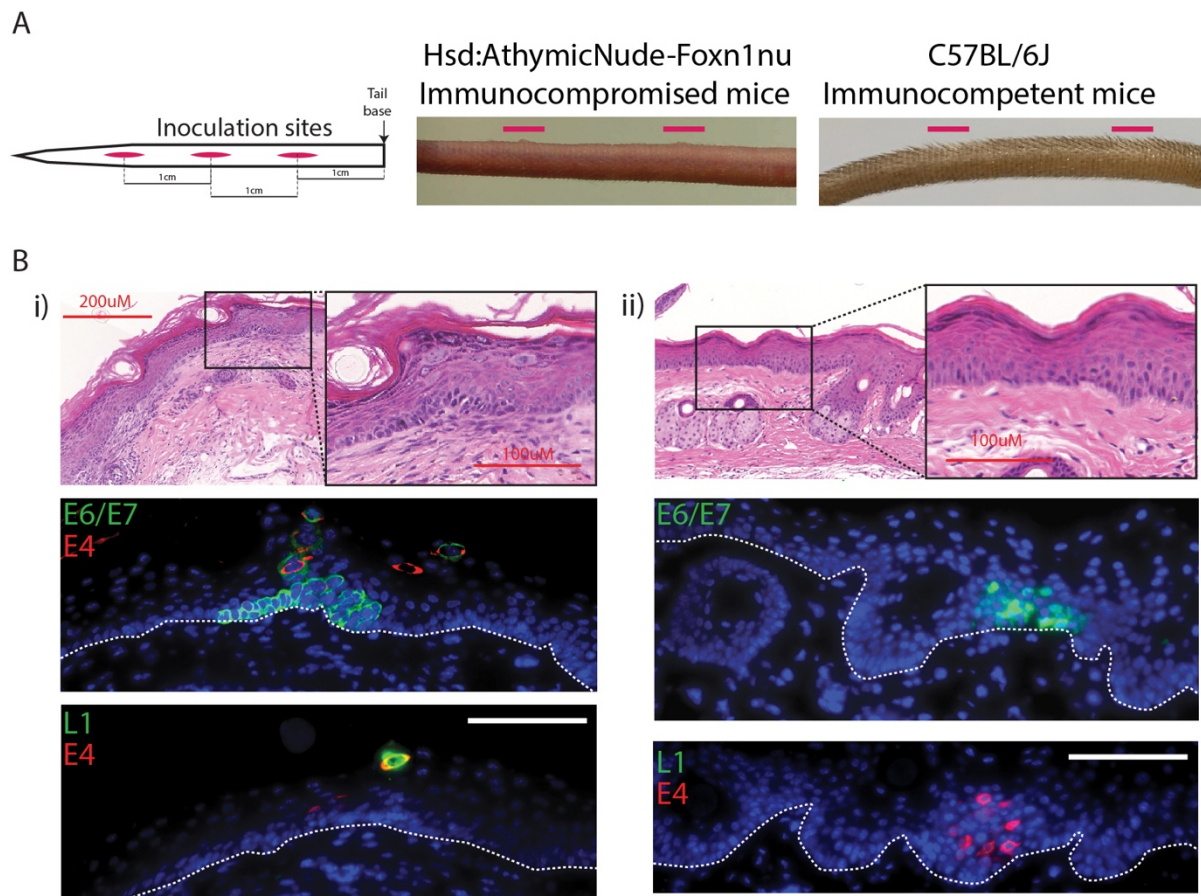 A
Hsd:AthymicNude-Foxn1nu
Immunocompromised mice
C57BL/6J
Immunocompetent mice
Tail
base
Inoculation sites
1cm
1cm
1cm
B
i)
200uM
100uM
ii)
100uM
E6/E7
E4
E6/E7
L1
E4
L1
E4